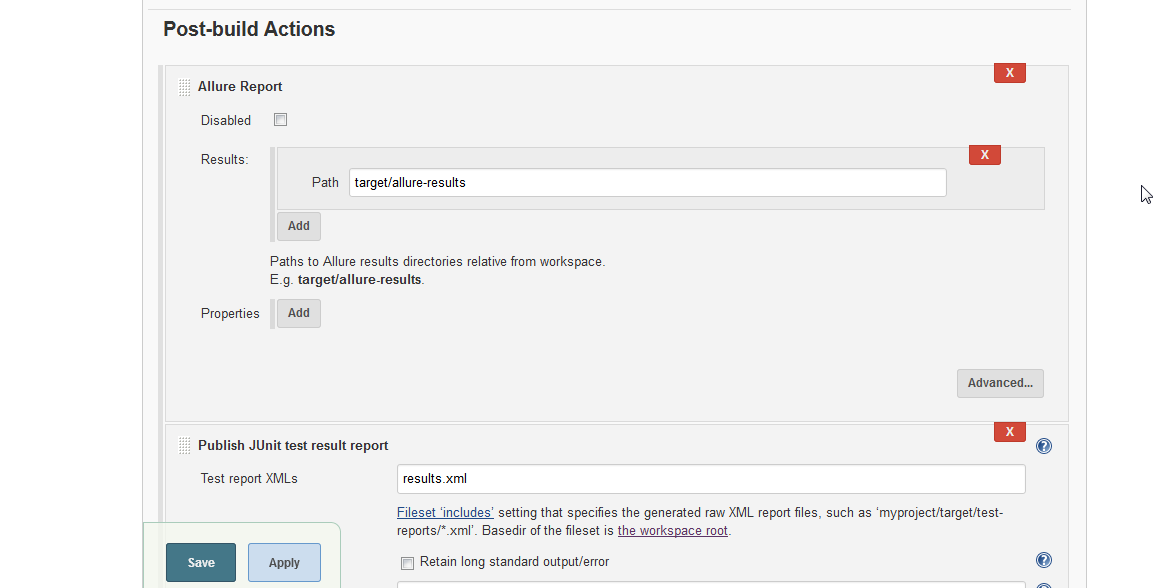 Post-build Actions
X
Allure Report
Disabled
Results:
X
Path target/allure-results
Add
Paths to Allure results directories relative from workspace.
E.g. target/allure-results.
Properties Add
Advanced...
X
Publish JUnit test result report
Test report XMLs results.xml
Fileset ‘includes’ setting that specifies the generated raw XML report files, such as ‘myproject/target/test-
reports/*.xml’. Basedir of the fileset is the workspace root.
Retain long standard output/error
Save Apply